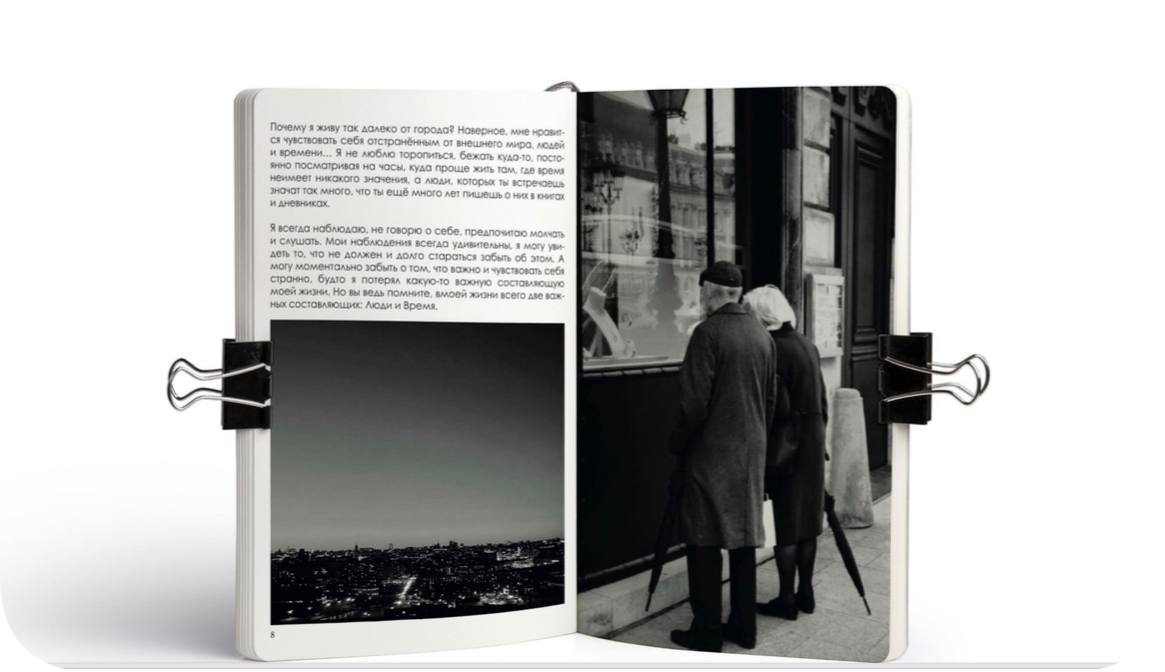 Почему я живу так далеко от города? Наверное, мне нравит-
ся чувствовать себя отстранённым от внешнего мира, людей
и времени... Я не люблю торопиться, бежать куда-то, посто-
янно посматривая на часы, куда проще жить там, где время
неимеет никакого значения, а люди, которых ты встречаешь
значат так много, что ты ещё много лет пишешь о них в книгах
и дневниках.
Я всегда наблюдаю, не говорю о себе, предпочитаю молчать
и слушать. Мои наблюдения всегда удивительны, я могу уви-
деть то, что не должен и долго стараться забыть об этом. А
могу моментально забыть о том, что важно и чувствовать себя
странно, будто я потерял какую-то важную составляющую
моей жизни. Но вы ведь помните, вмоей жизни всего две важ-
ных составляющих: Люди и Время.
8